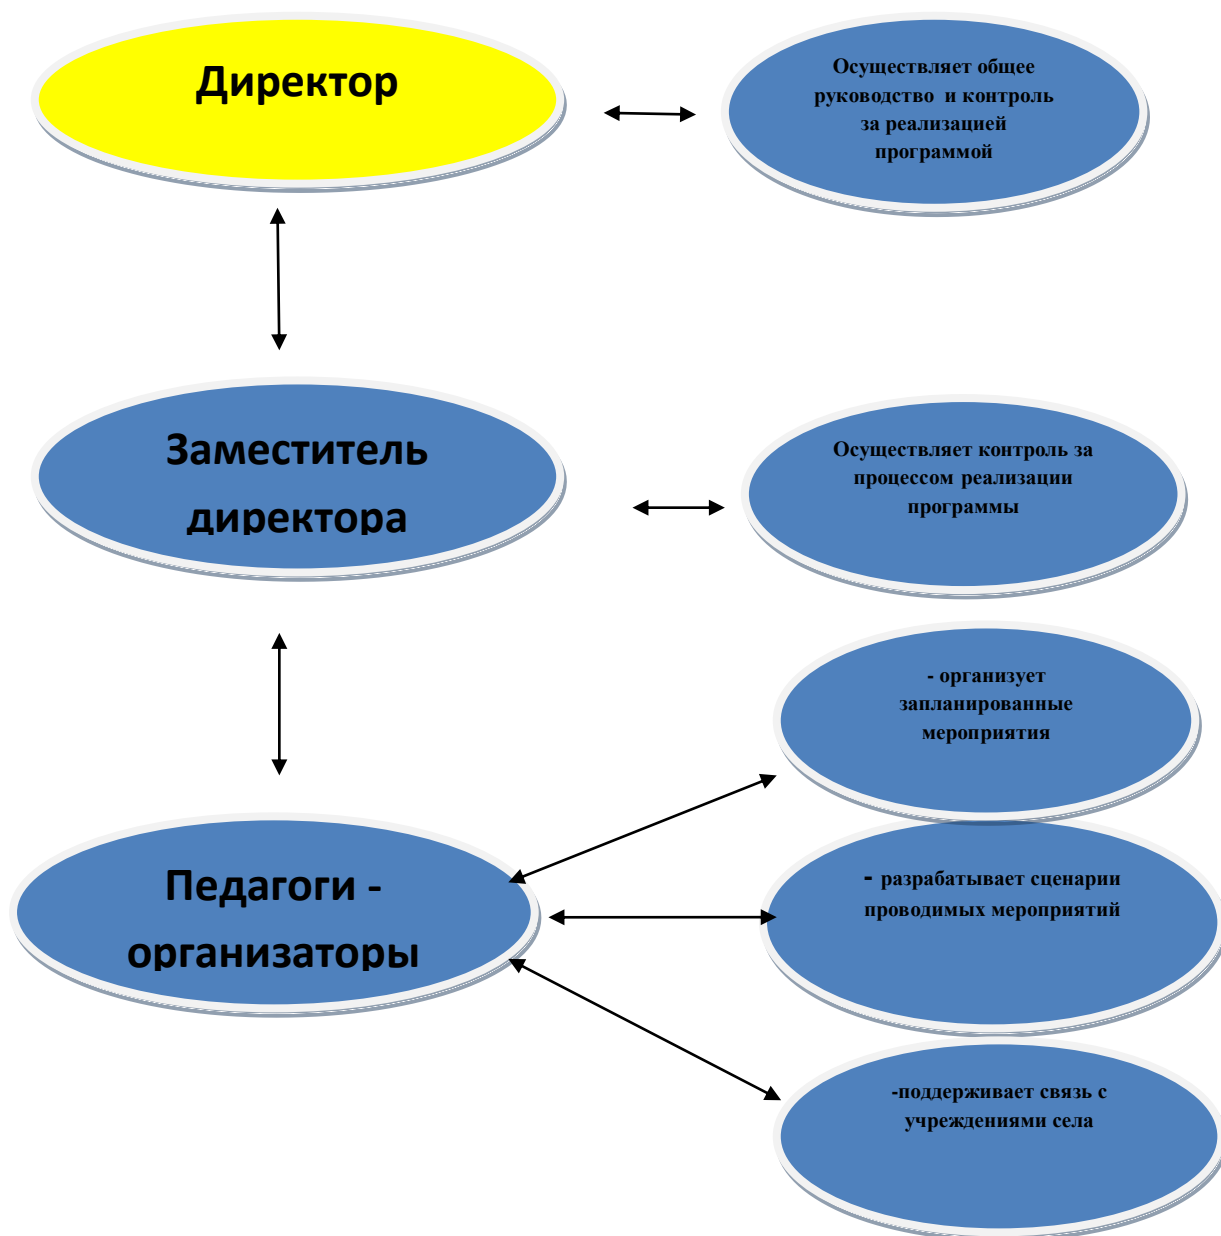 Директор
Осуществляет общее
руководство и контроль
за реализацией
программой
Заместитель
директора
Осуществляет контроль за
процессом реализации
программы
- организует
запланированные
мероприятия
Педагоги -
организаторы
- разрабатывает сценарии
проводимых мероприятий
-поддерживает связь с
учреждениями села